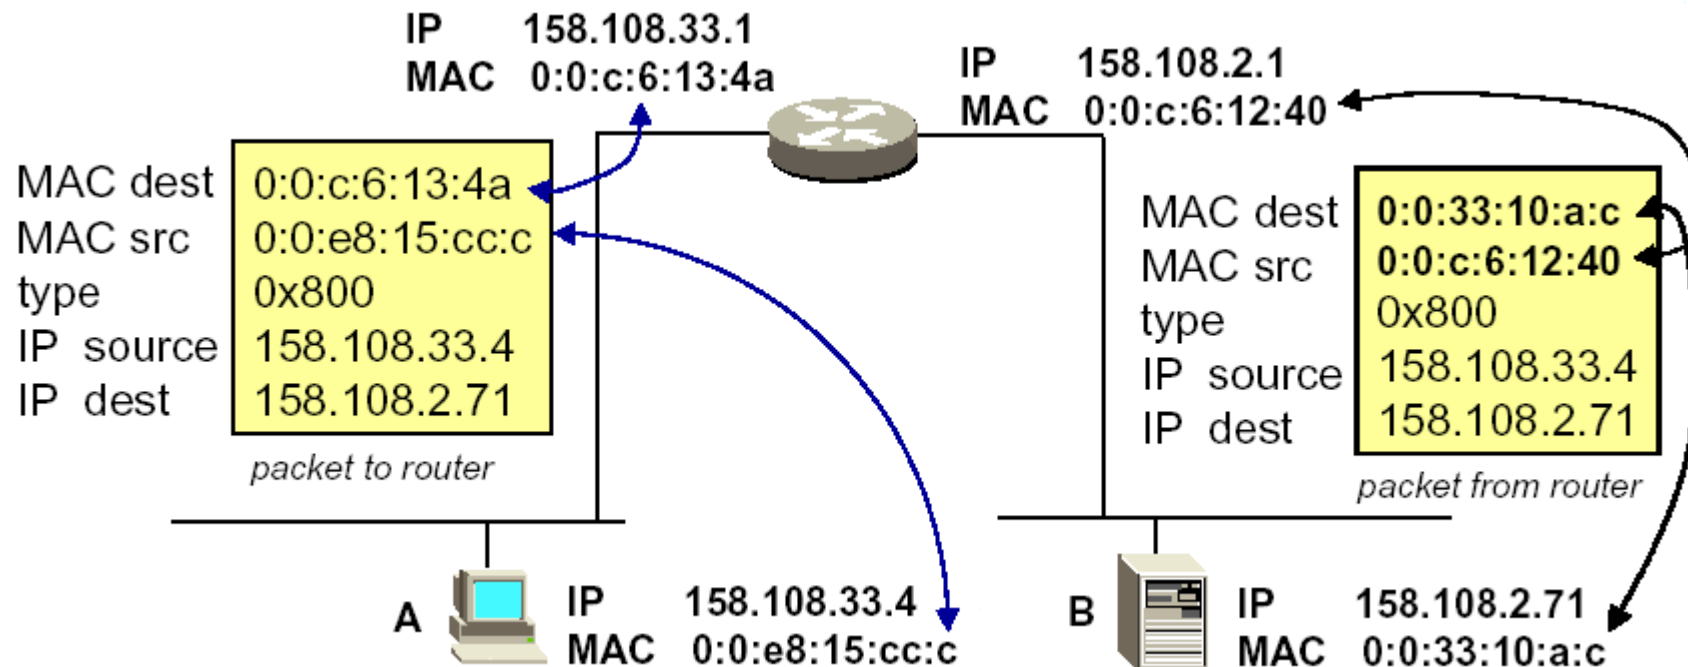 IP 158.108.33.1
MAC 0:0:c:6:13:4a
IP 158.108.2.1
MAC 0:0:c:6:12:40
MAC dest 0:0:c:6:13:4a
MAC src 0:0:e8:15:cc:c
type 0x800
IP source 158.108.33.4
IP dest 158.108.2.71
packet to router
MAC dest 0:0:33:10:a:c
MAC src 0:0:c:6:12:40
type 0x800
IP source 158.108.33.4
IP dest 158.108.2.71
packet from router
A
IP 158.108.33.4
MAC 0:0:e8:15:cc:c
B
IP 158.108.2.71
MAC 0:0:33:10:a:c